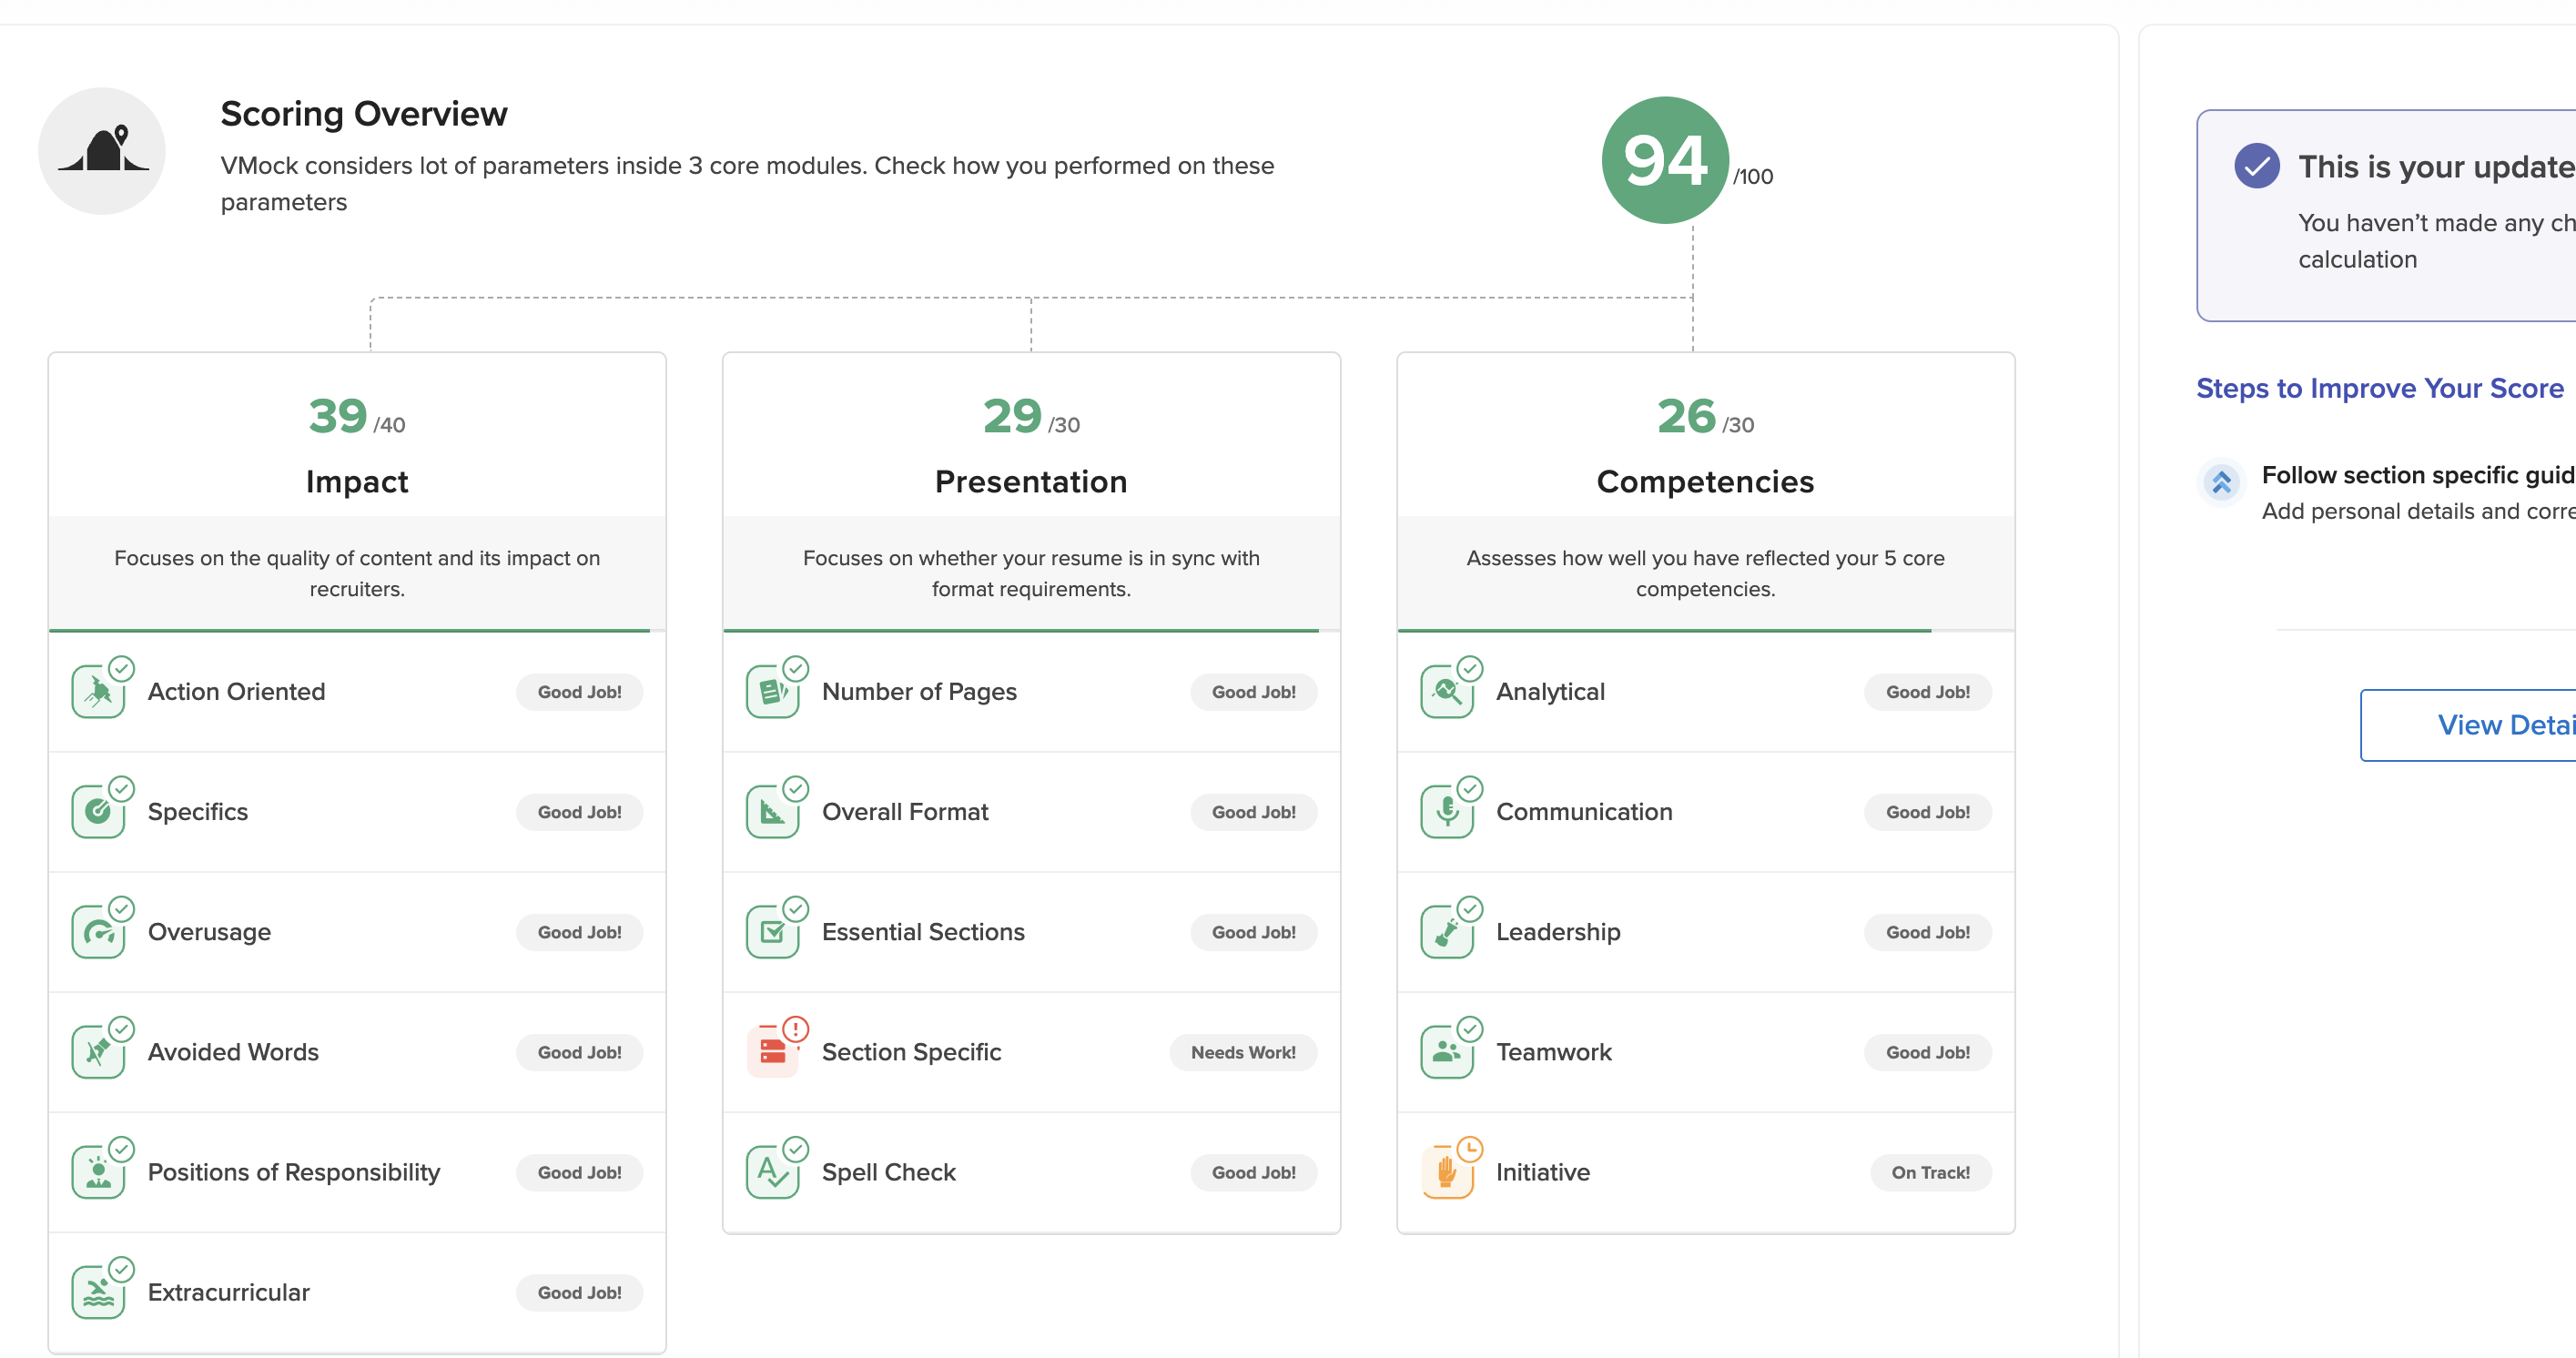 Scoring Overview
VMock considers lot of parameters inside 3 core modules. Check how you performed on these
parameters
94 /100
39 /40
Impact
Focuses on the quality of content and its impact on
recruiters.
Action Oriented Good Job!
Specifics Good Job!
Overusage Good Job!
Avoided Words Good Job!
Positions of Responsibility Good Job!
Extracurricular Good Job!
29 /30
Presentation
Focuses on whether your resume is in sync with
format requirements.
Number of Pages Good Job!
Overall Format Good Job!
Essential Sections Good Job!
Section Specific Needs Work!
Spell Check Good Job!
26 /30
Competencies
Assesses how well you have reflected your 5 core
competencies.
Analytical Good Job!
Communication Good Job!
Leadership Good Job!
Teamwork Good Job!
Initiative On Track!
This is your update
You haven't made any ch
calculation
Steps to Improve Your Score
Follow section specific guid
Add personal details and corre
View Detai